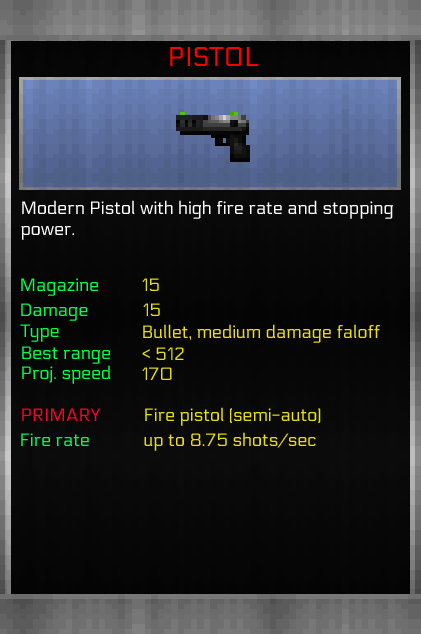 PISTOL
Modern Pistol with high fire rate and stopping
power.
Magazine 15
Damage 15
Type Bullet, medium damage faloff
Best range < 512
Proj. speed 170
PRIMARY Fire pistol (semi-auto)
Fire rate up to 8.75 shots/sec